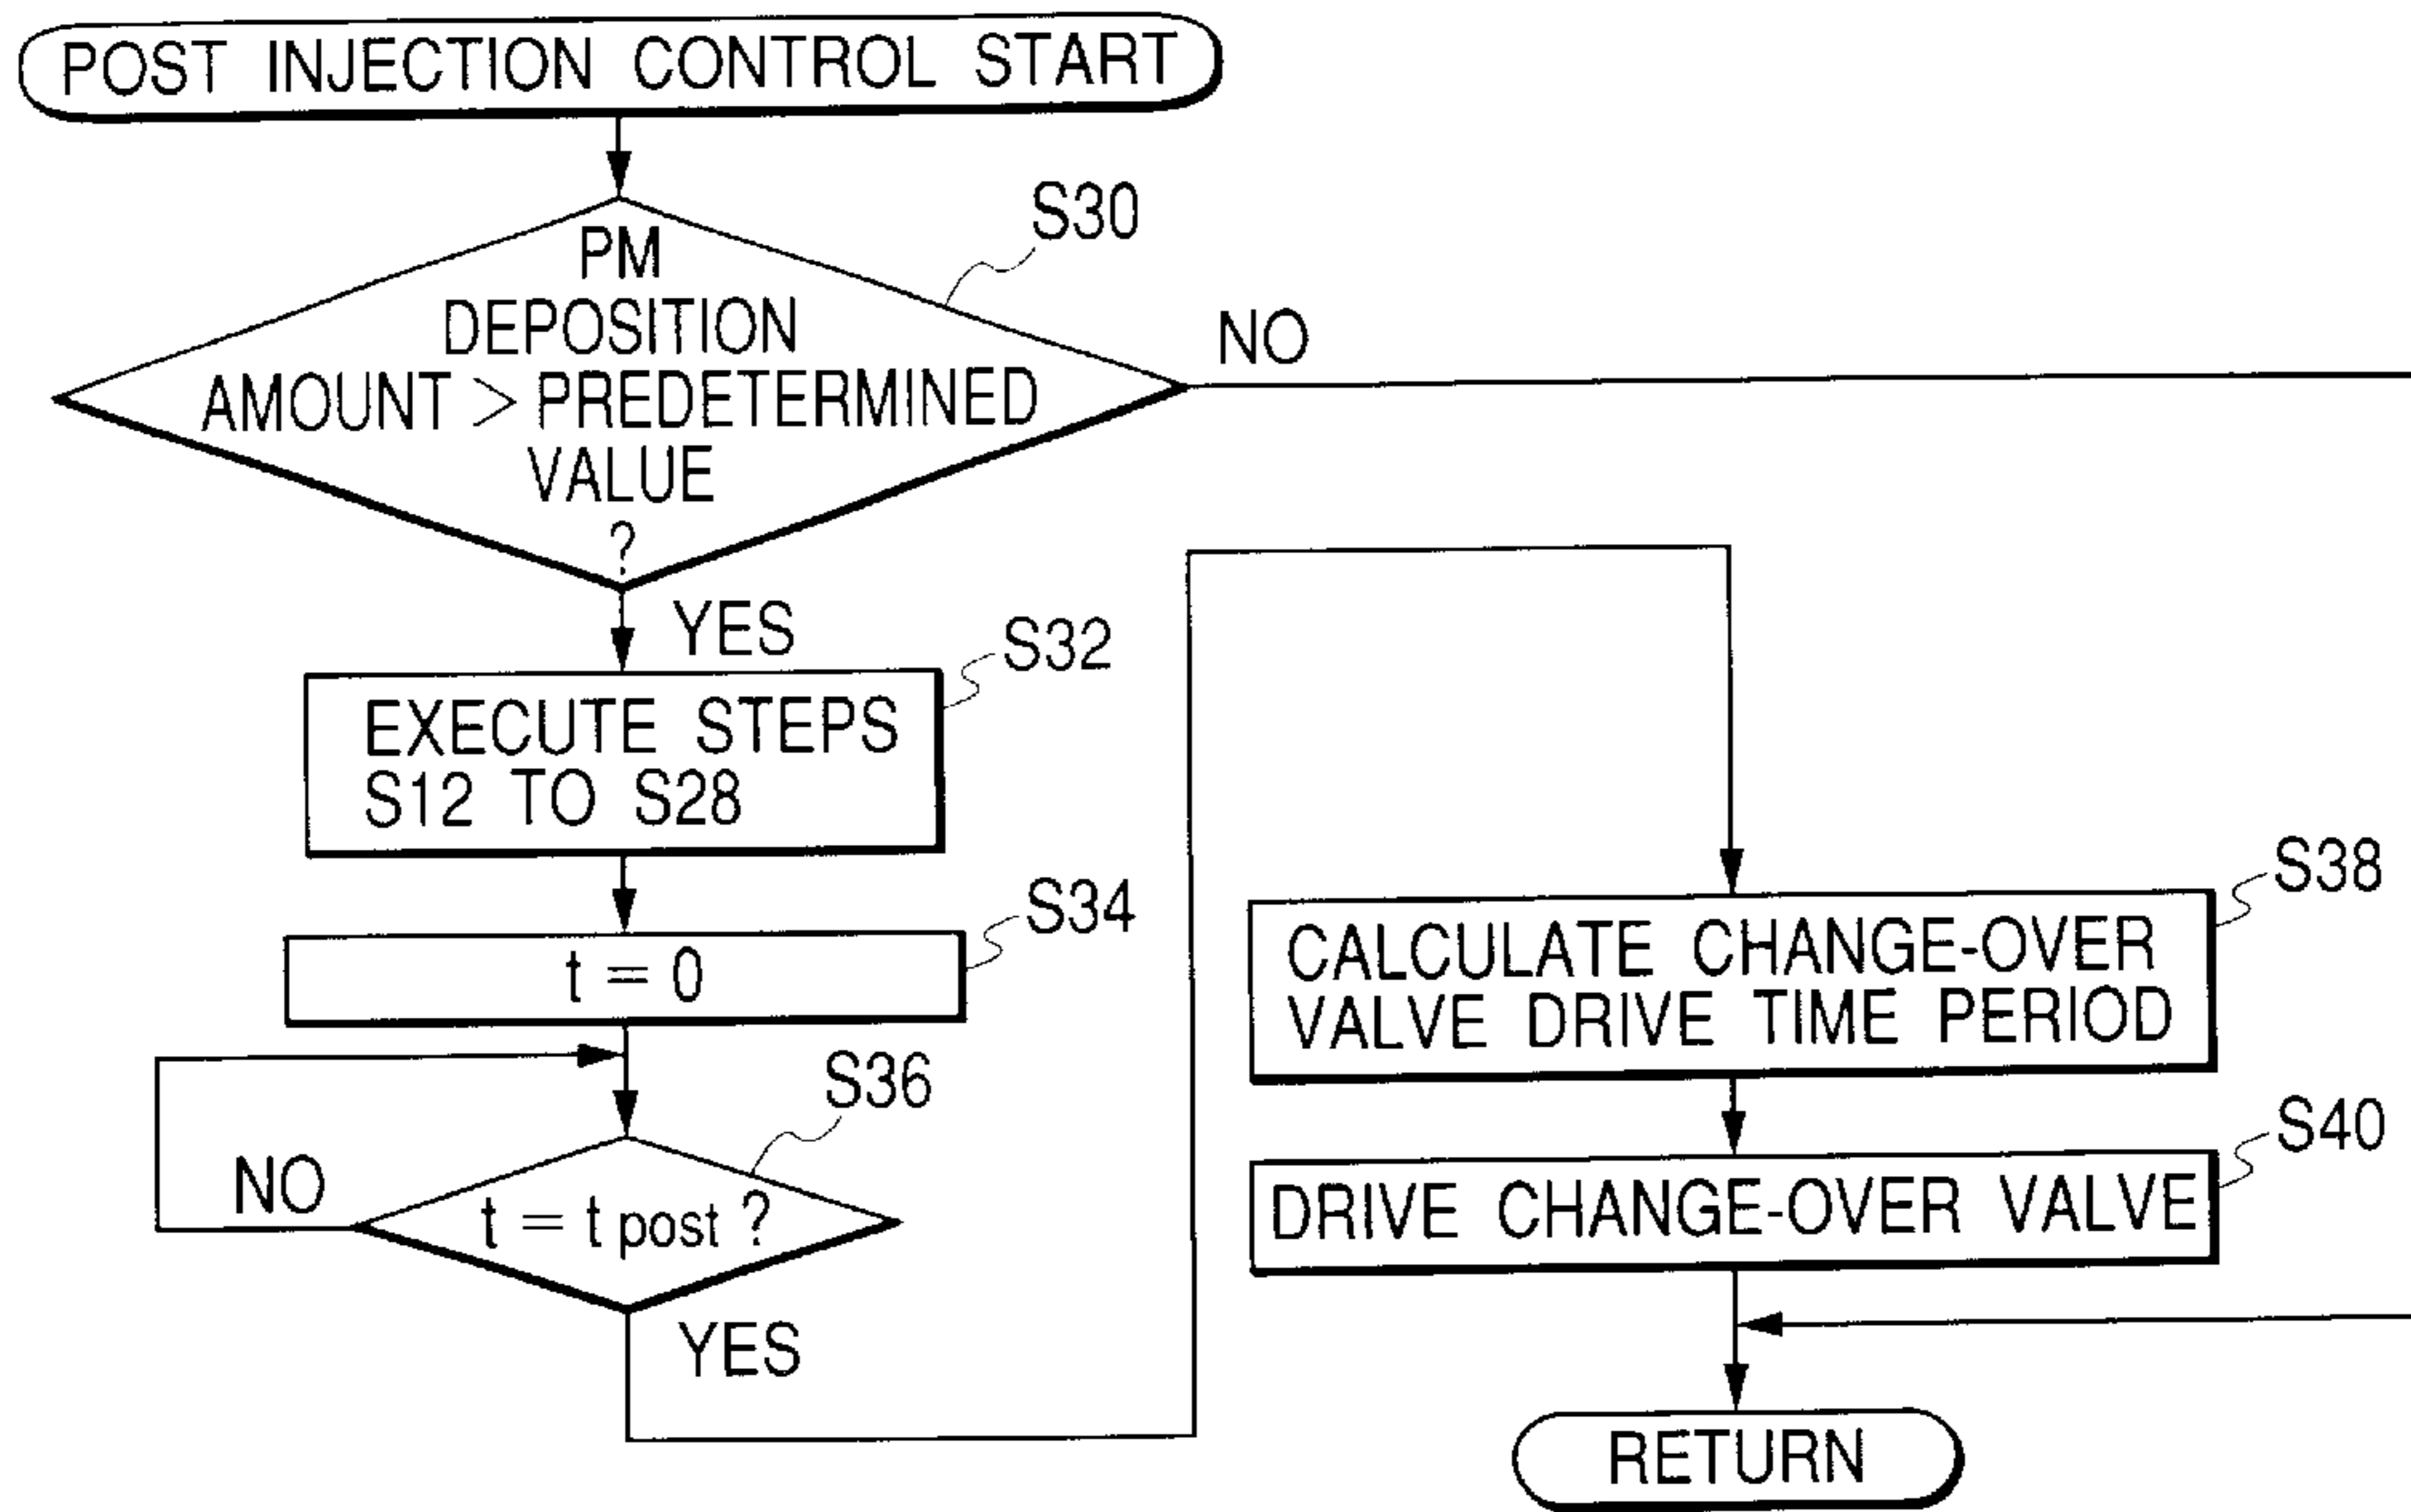 POST INJECTION CONTROL START
S30
PM
DEPOSITION
AMOUNT > PREDETERMINED
VALUE
?
NO
YES
S32
EXECUTE STEPS
S12 TO S28
S34
t = 0
S36
NO
t = t post ?
YES
S38
CALCULATE CHANGE-OVER
VALVE DRIVE TIME PERIOD
S40
DRIVE CHANGE-OVER VALVE
RETURN